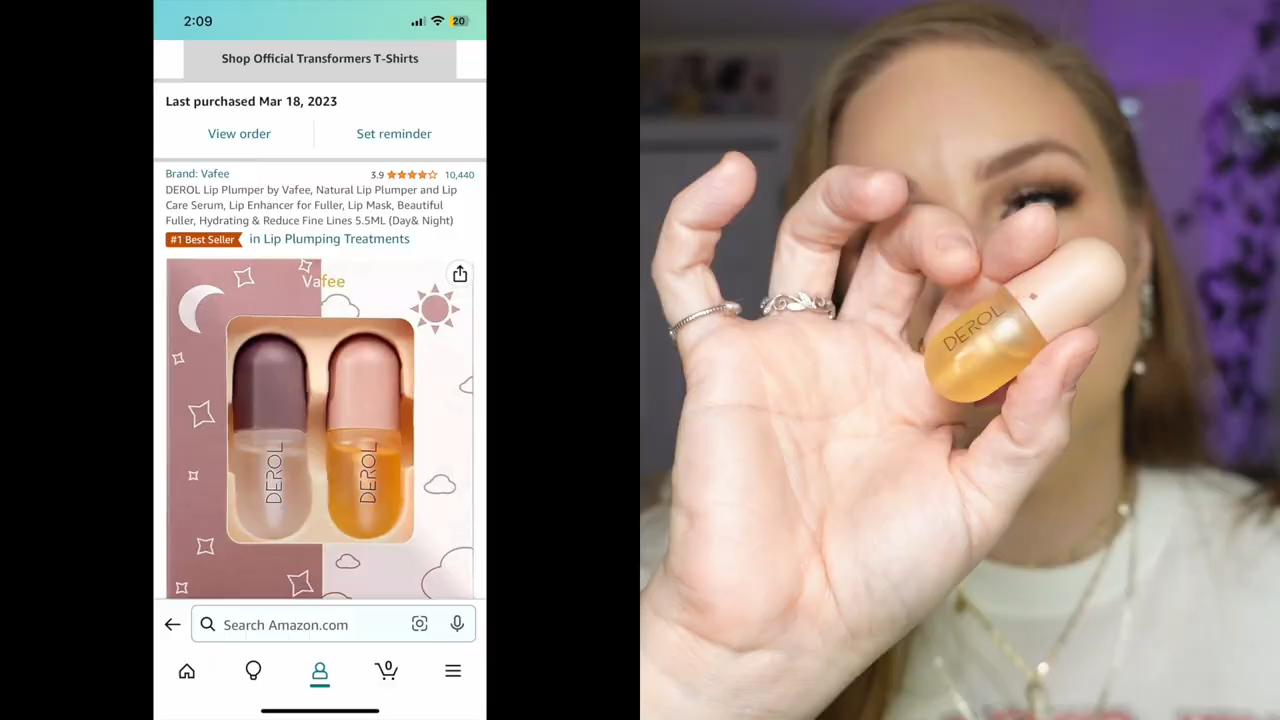 2:09
20
Shop Official Transformers T-Shirts
Last purchased Mar 18, 2023
View order
Set reminder
Brand: Vafee
3.9
10,440
DEROL Lip Plumper by Vafee, Natural Lip Plumper and Lip
Care Serum, Lip Enhancer for Fuller, Lip Mask, Beautiful
Fuller, Hydrating & Reduce Fine Lines 5.5ML (Day& Night)
#1 Best Seller in Lip Plumping Treatments
Vafee
DEROL
DEROL
Search Amazon.com
0
DEROL